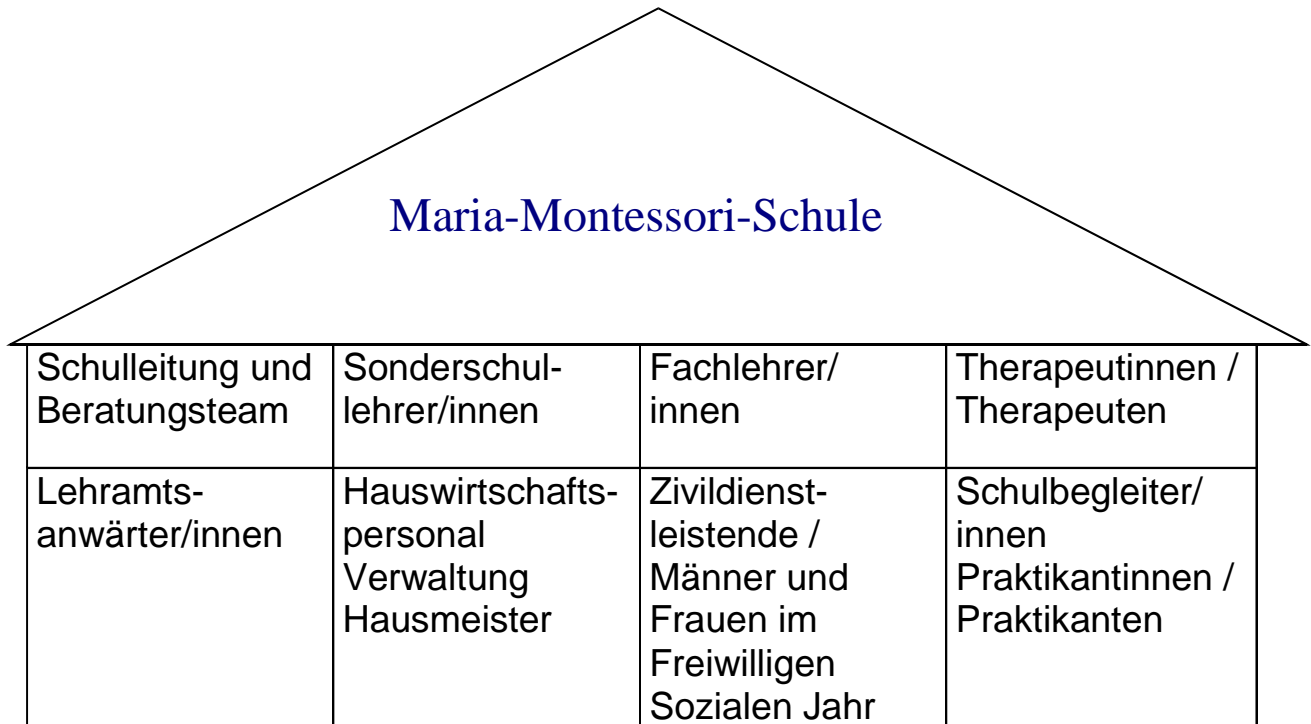 Maria-Montessori-Schule
Schulleitung und
Beratungsteam
Sonderschul-
lehrer/innen
Fachlehrer/
innen
Therapeutinnen /
Therapeuten
Lehramts-
anwärter/innen
Hauswirtschafts-
personal
Verwaltung
Hausmeister
Zivildienst-
leistende /
Männer und
Frauen im
Freiwilligen
Sozialen Jahr
Schulbegleiter/
innen
Praktikantinnen /
Praktikanten